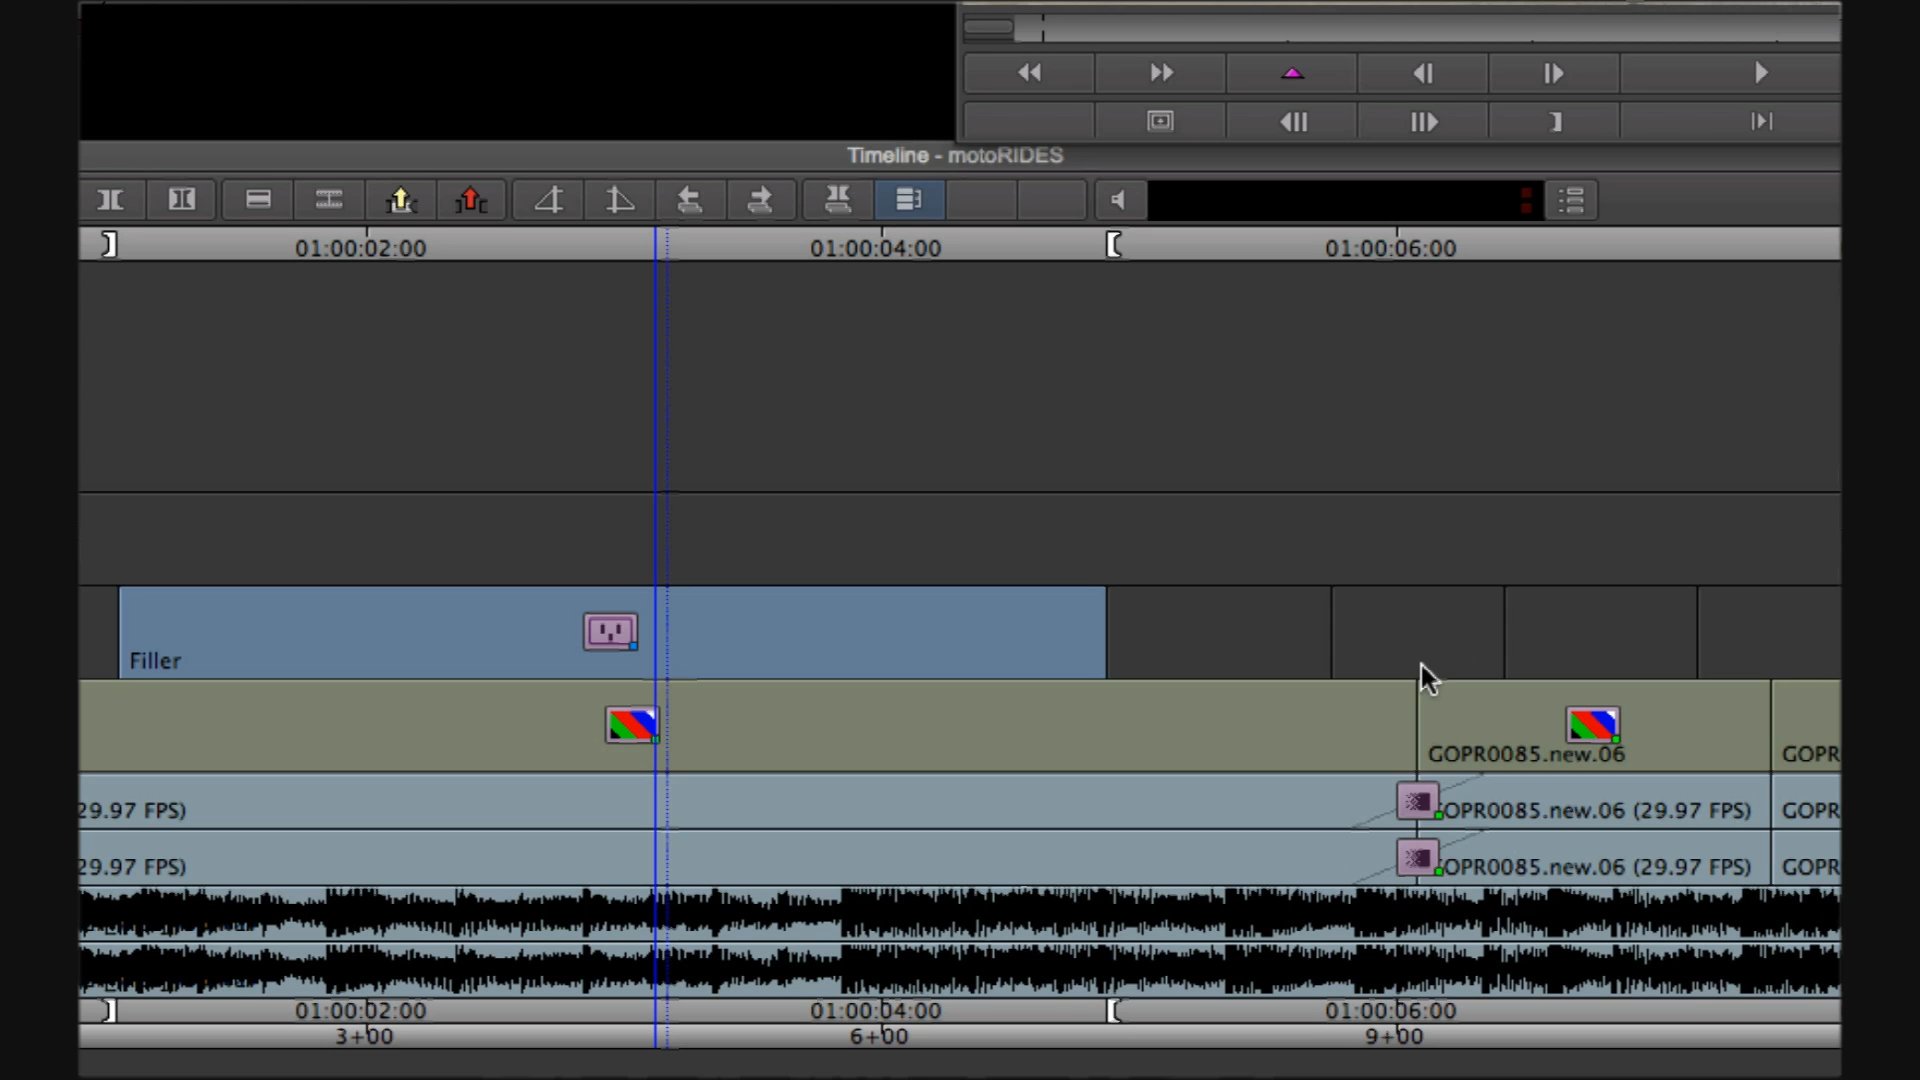 Timeline - motoRIDES
01:00:02:00 01:00:04:00 01:00:06:00
Filler
GOPR0085.new.06 GOPR
29.97 FPS) GOPR0085.new.06 (29.97 FPS) GOPR
29.97 FPS) GOPR0085.new.06 (29.97 FPS) GOPR
01:00:02:00 01:00:04:00 01:00:06:00
3+00 6+00 9+00